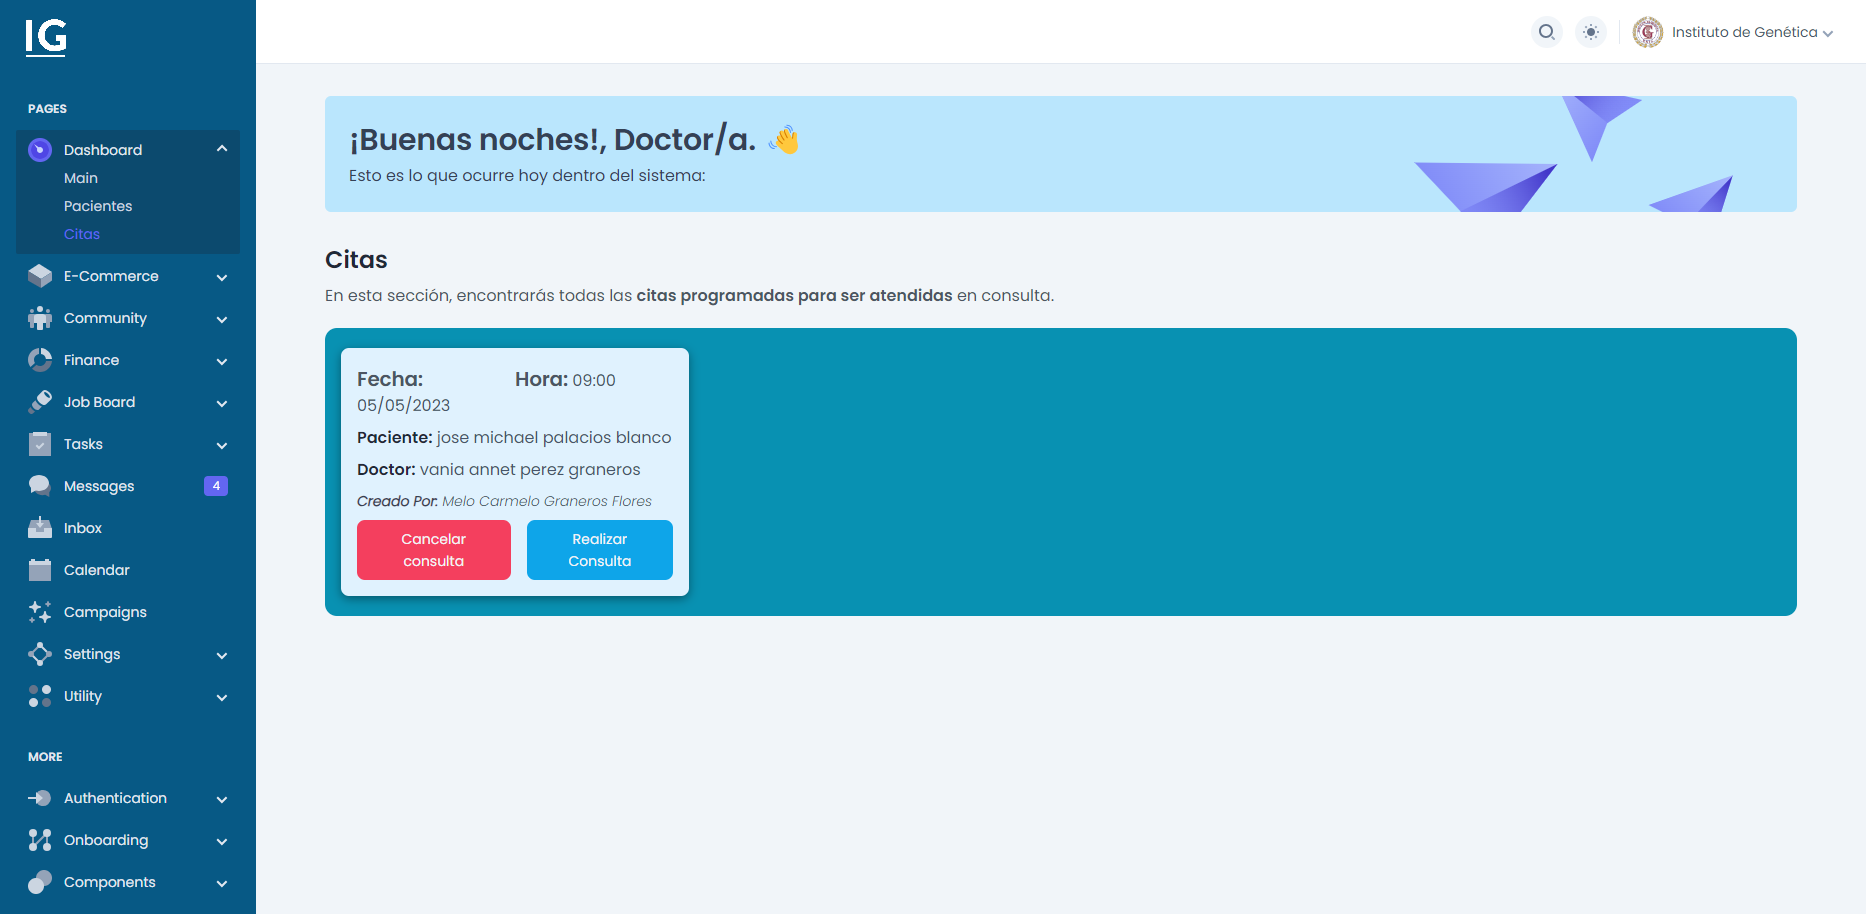 IG
Instituto de Genética
PAGES
Dashboard
Main
Pacientes
Citas
E-Commerce
Community
Finance
Job Board
Tasks
Messages 4
Inbox
Calendar
Campaigns
Settings
Utility
MORE
Authentication
Onboarding
Components
¡Buenas noches!, Doctor/a. 👋
Esto es lo que ocurre hoy dentro del sistema:
Citas
En esta sección, encontrarás todas las citas programadas para ser atendidas en consulta.
Fecha: Hora: 09:00
05/05/2023
Paciente: jose michael palacios blanco
Doctor: vania annet perez graneros
Creado Por: Melo Carmelo Graneros Flores
Cancelar
consulta
Realizar
Consulta